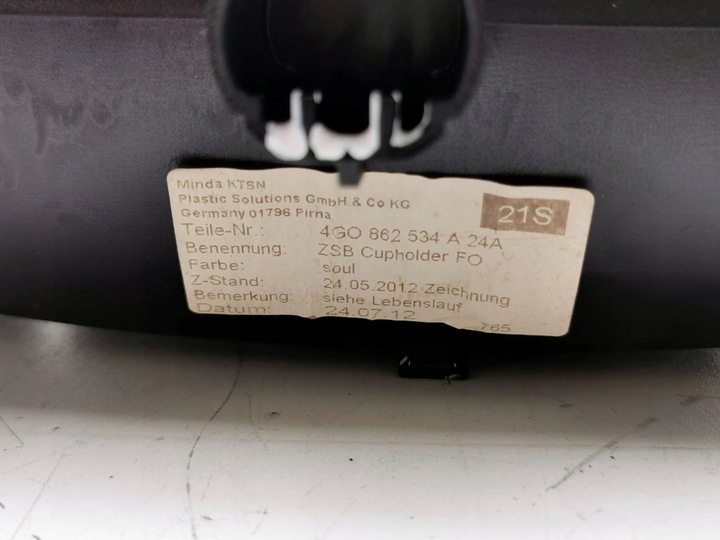 Minda KTSN
Plastic Solutions GmbH & Co KG
Germany 01796 Pirna
21S
Teile-Nr.: 4G0 862 534 A 24A
Benennung: ZSB Cupholder FO
Farbe: soul
Z-Stand: 24.05.2012 Zeichnung
Bemerkung: siehe Lebenslauf
Datum: 24.07.12
765